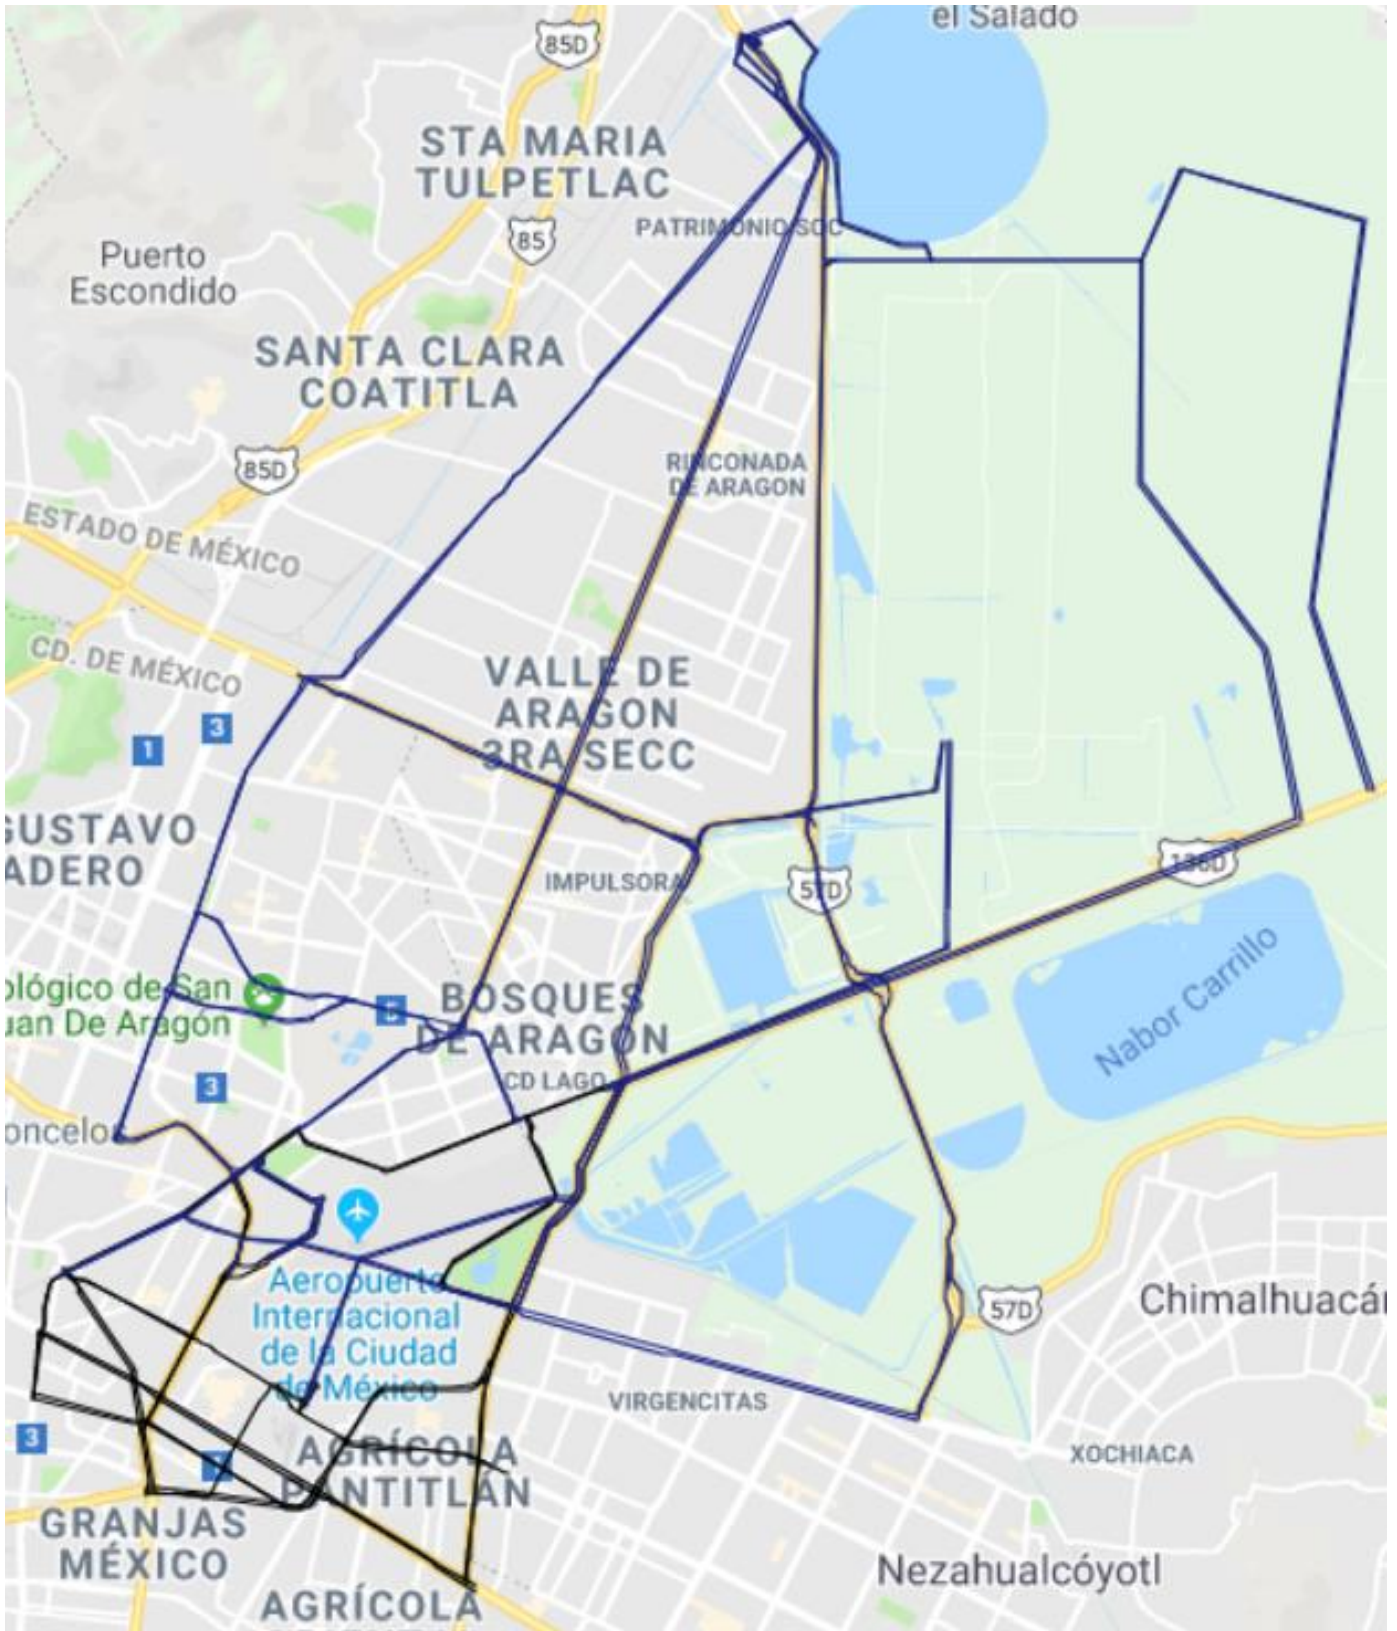 el Salado
85D
STA MARIA
TULPETLAC
PATRIMONIO SOC
85
Puerto
Escondido
SANTA CLARA
COATITLA
85D
RINCONADA
DE ARAGON
ESTADO DE MÉXICO
CD. DE MÉXICO
VALLE DE
ARAGON
3RA SECC
3
1
GUSTAVO
ADERO
IMPULSORA
57D
136D
Nabor Carrillo
ológico de San
uan De Aragón
5
BOSQUES
DE ARAGON
CD LAGO
3
oncelos
Aeropuerto
Internacional
de la Ciudad
de México
57D
Chimalhuacán
VIRGENCITAS
3
XOCHIACA
AGRÍCOLA
PANTITLÁN
GRANJAS
MÉXICO
Nezahualcóyotl
AGRÍCOLA